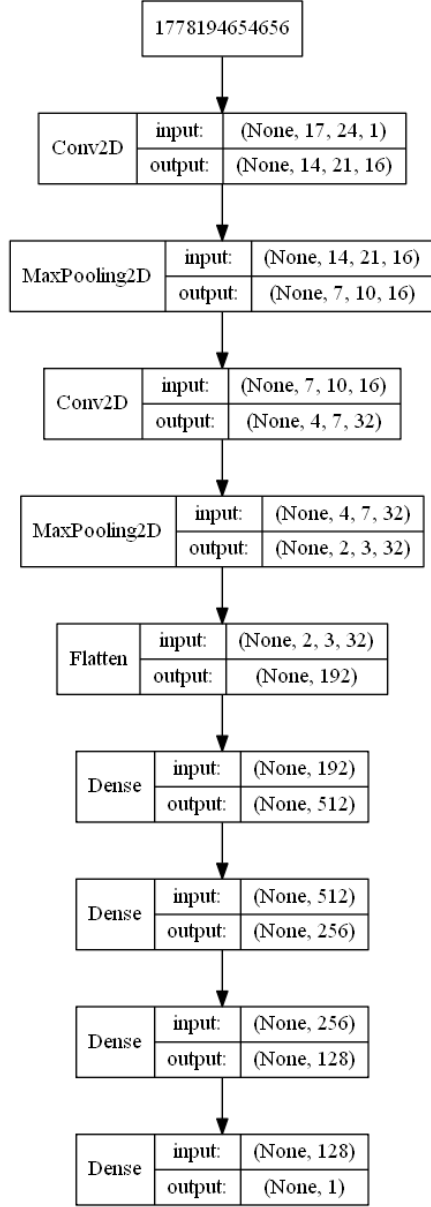 1778194654656
Conv2D
input: (None, 17, 24, 1)
output: (None, 14, 21, 16)
MaxPooling2D
input: (None, 14, 21, 16)
output: (None, 7, 10, 16)
Conv2D
input: (None, 7, 10, 16)
output: (None, 4, 7, 32)
MaxPooling2D
input: (None, 4, 7, 32)
output: (None, 2, 3, 32)
Flatten
input: (None, 2, 3, 32)
output: (None, 192)
Dense
input: (None, 192)
output: (None, 512)
Dense
input: (None, 512)
output: (None, 256)
Dense
input: (None, 256)
output: (None, 128)
Dense
input: (None, 128)
output: (None, 1)